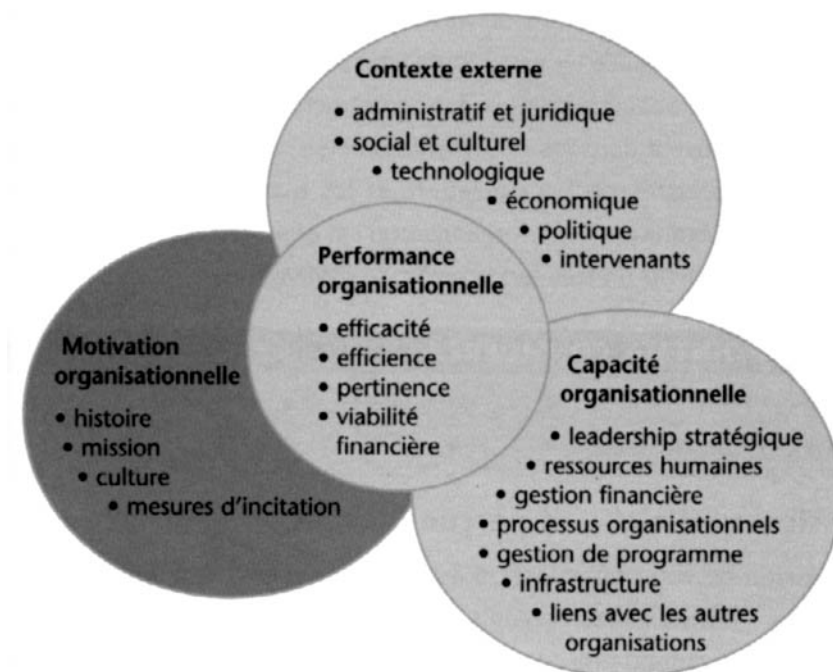 Contexte externe
• administratif et juridique
• social et culturel
• technologique
• économique
• politique
• intervenants
Performance
organisationnelle
• efficacité
• efficience
• pertinence
• viabilité
financière
Motivation
organisationnelle
• histoire
• mission
• culture
• mesures d'incitation
Capacité
organisationnelle
• leadership stratégique
• ressources humaines
• gestion financière
• processus organisationnels
• gestion de programme
• infrastructure
• liens avec les autres
organisations